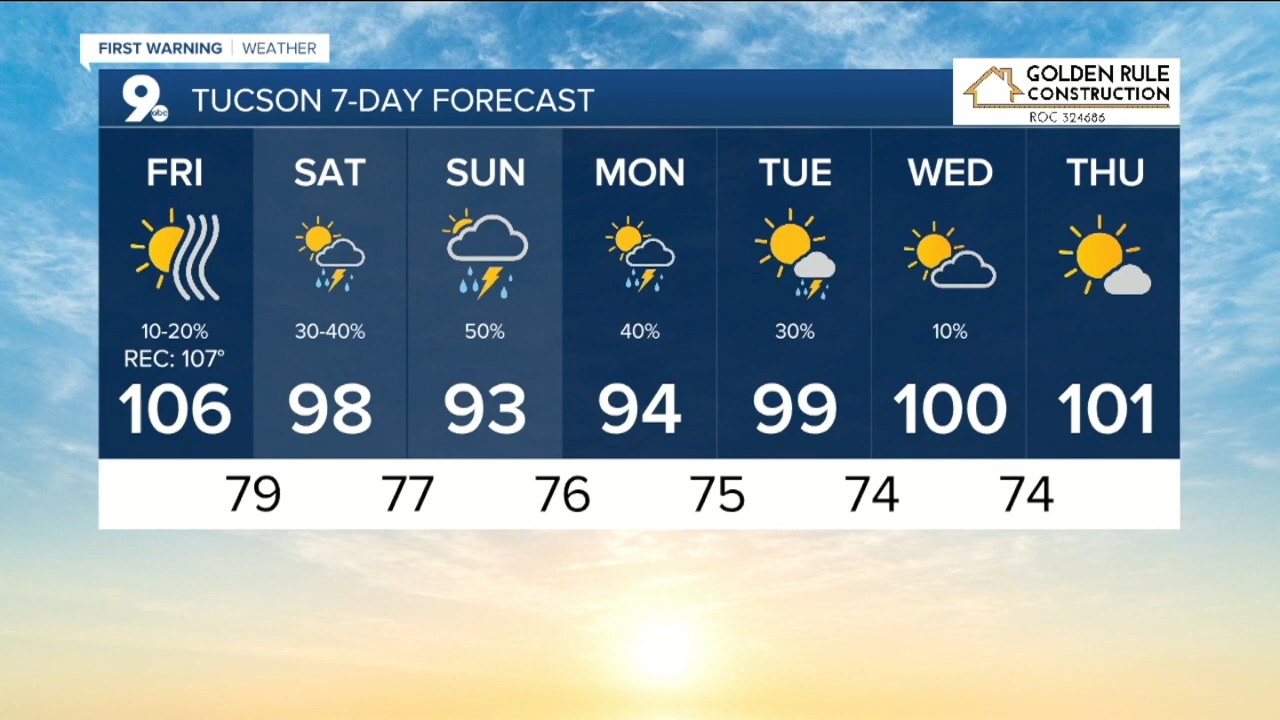 FIRST WARNING | WEATHER
9 abc
TUCSON 7-DAY FORECAST
GOLDEN RULE
CONSTRUCTION
ROC 324686
FRI SAT SUN MON TUE WED THU
10-20% 30-40% 50% 40% 30% 10%
REC: 107°
106 98 93 94 99 100 101
79 77 76 75 74 74